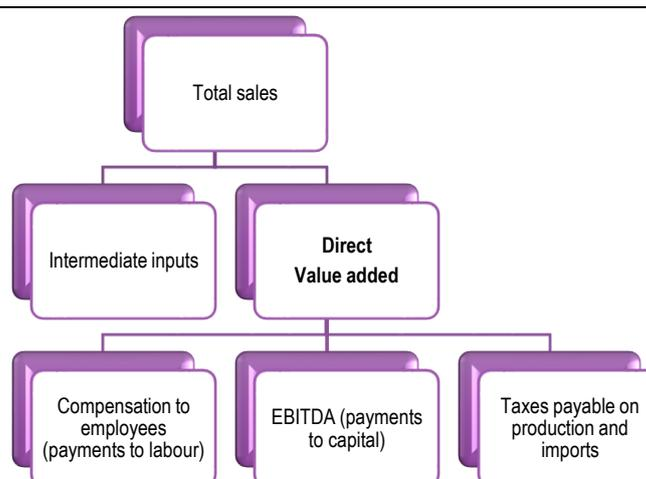 Total sales
Intermediate inputs
Direct
Value added
Compensation to
employees
(payments to labour)
EBITDA (payments
to capital)
Taxes payable on
production and
imports